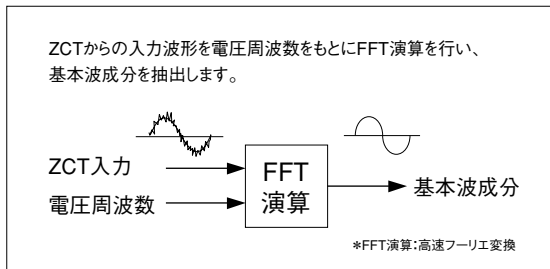 ZCTからの入力波形を電圧周波数をもとにFFT演算を行い、
基本波成分を抽出します。
ZCT入力
電圧周波数
FFT
演算
基本波成分
*FFT演算:高速フーリエ変換